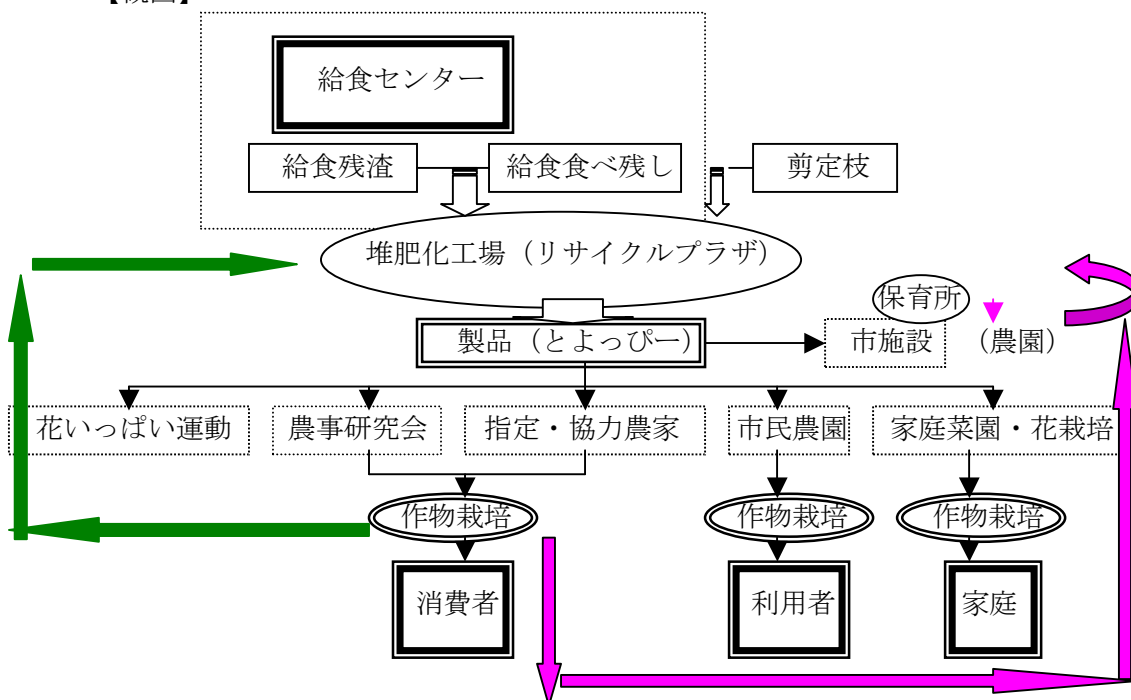 給食センター
給食残渣
給食食べ残し
剪定枝
堆肥化工場（リサイクルプラザ）
保育所
製品（とよっぴー）
市施設
（農園）
花いっぱい運動
農事研究会
指定・協力農家
市民農園
家庭菜園・花栽培
作物栽培
作物栽培
作物栽培
消費者
利用者
家庭